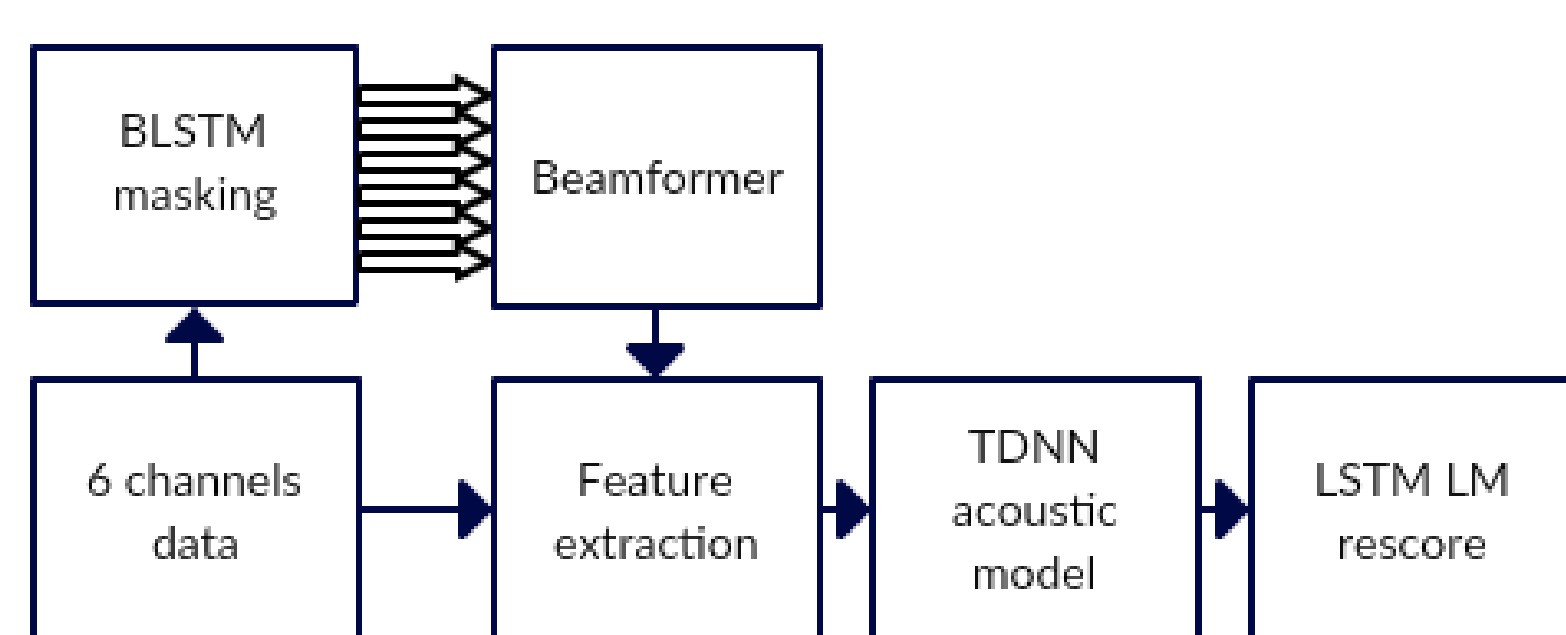 BLSTM
masking
Beamformer
6 channels
data
Feature
extraction
TDNN
acoustic
model
LSTM LM
rescore